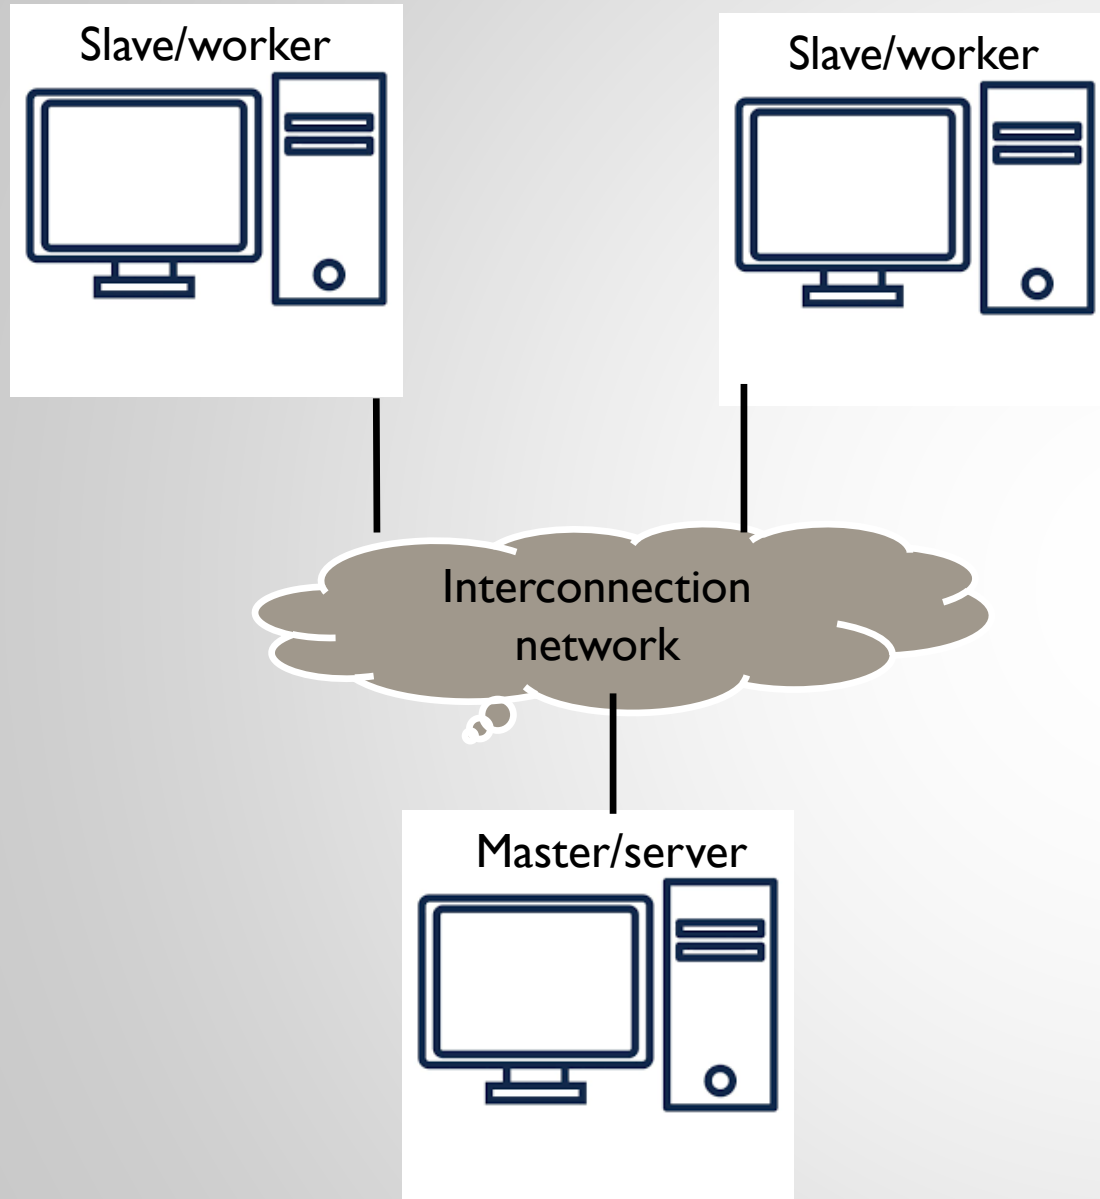 Slave/worker
Slave/worker
Interconnection
network
Master/server